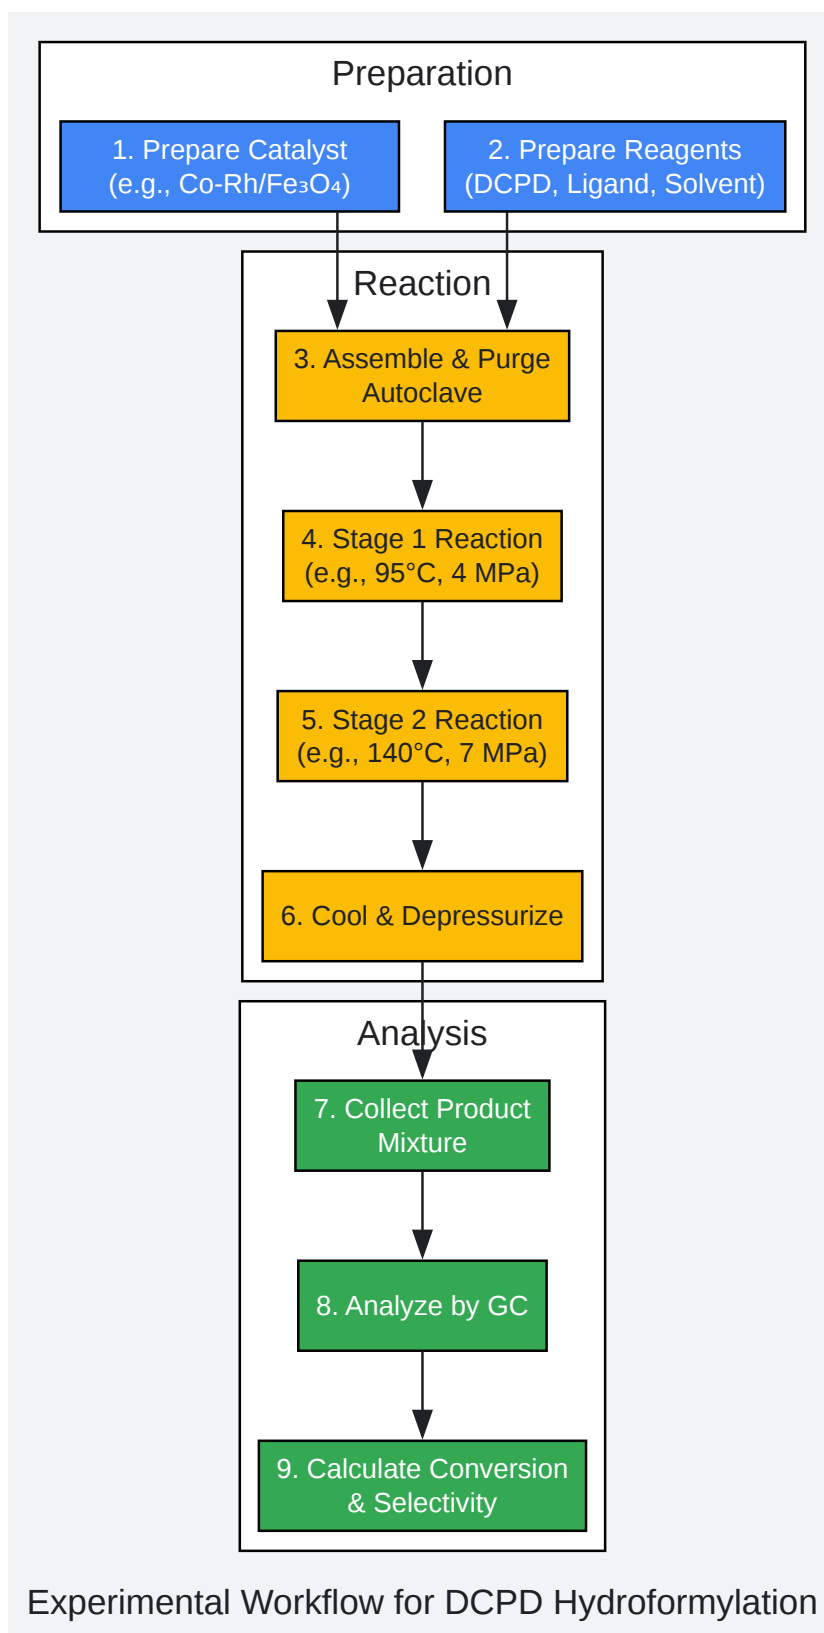 Preparation
1. Prepare Catalyst
(e.g., Co-Rh/Fe₃O₄)
2. Prepare Reagents
(DCPD, Ligand, Solvent)
Reaction
3. Assemble & Purge
Autoclave
4. Stage 1 Reaction
(e.g., 95°C, 4 MPa)
5. Stage 2 Reaction
(e.g., 140°C, 7 MPa)
6. Cool & Depressurize
Analysis
7. Collect Product
Mixture
8. Analyze by GC
9. Calculate Conversion
& Selectivity
Experimental Workflow for DCPD Hydroformylation